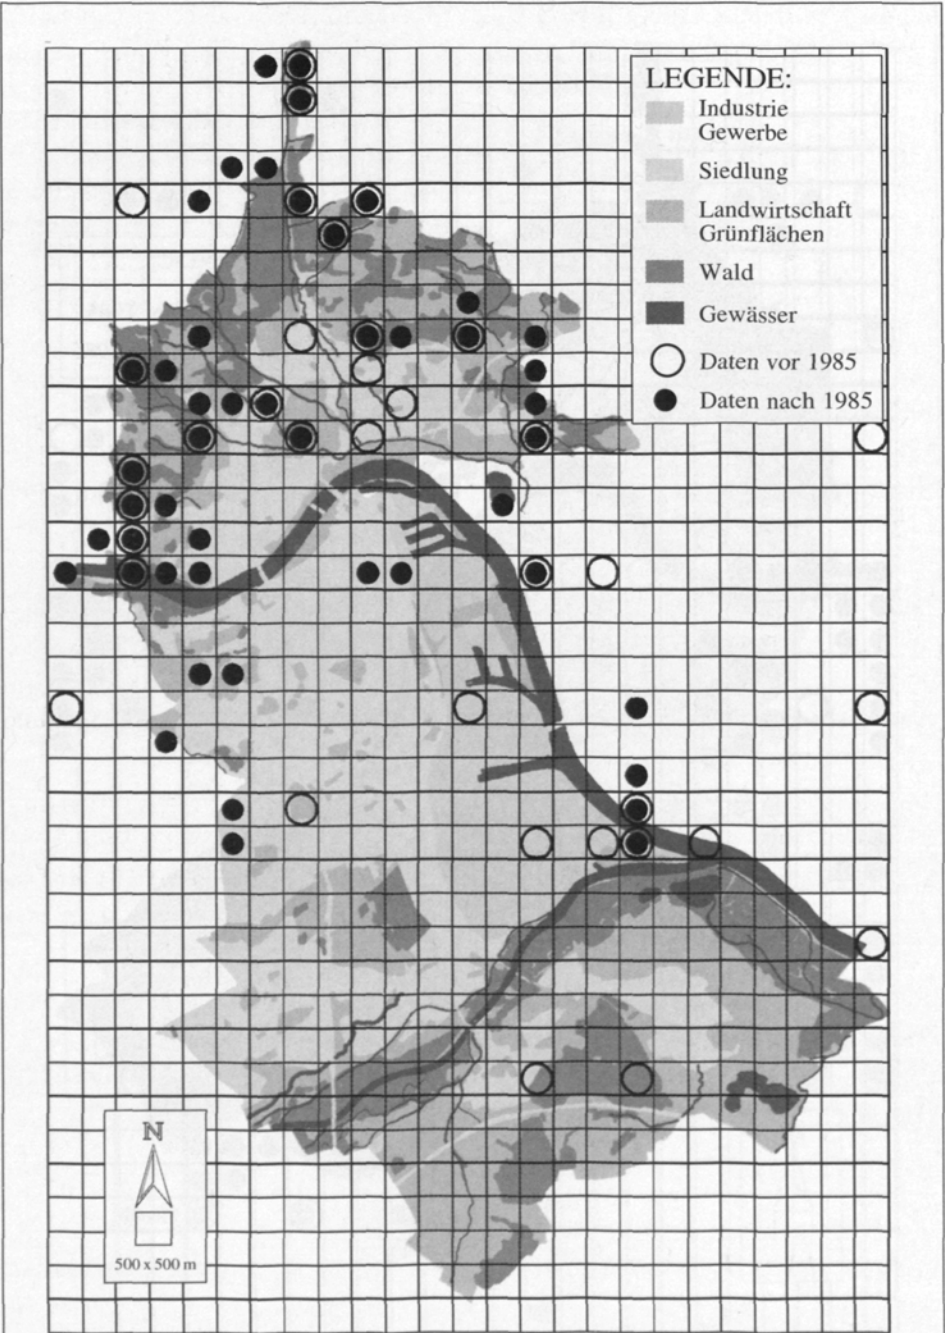 LEGENDE:
Industrie
Gewerbe
Siedlung
Landwirtschaft
Grünflächen
Wald
Gewässer
Daten vor 1985
Daten nach 1985
N
500 x 500 m